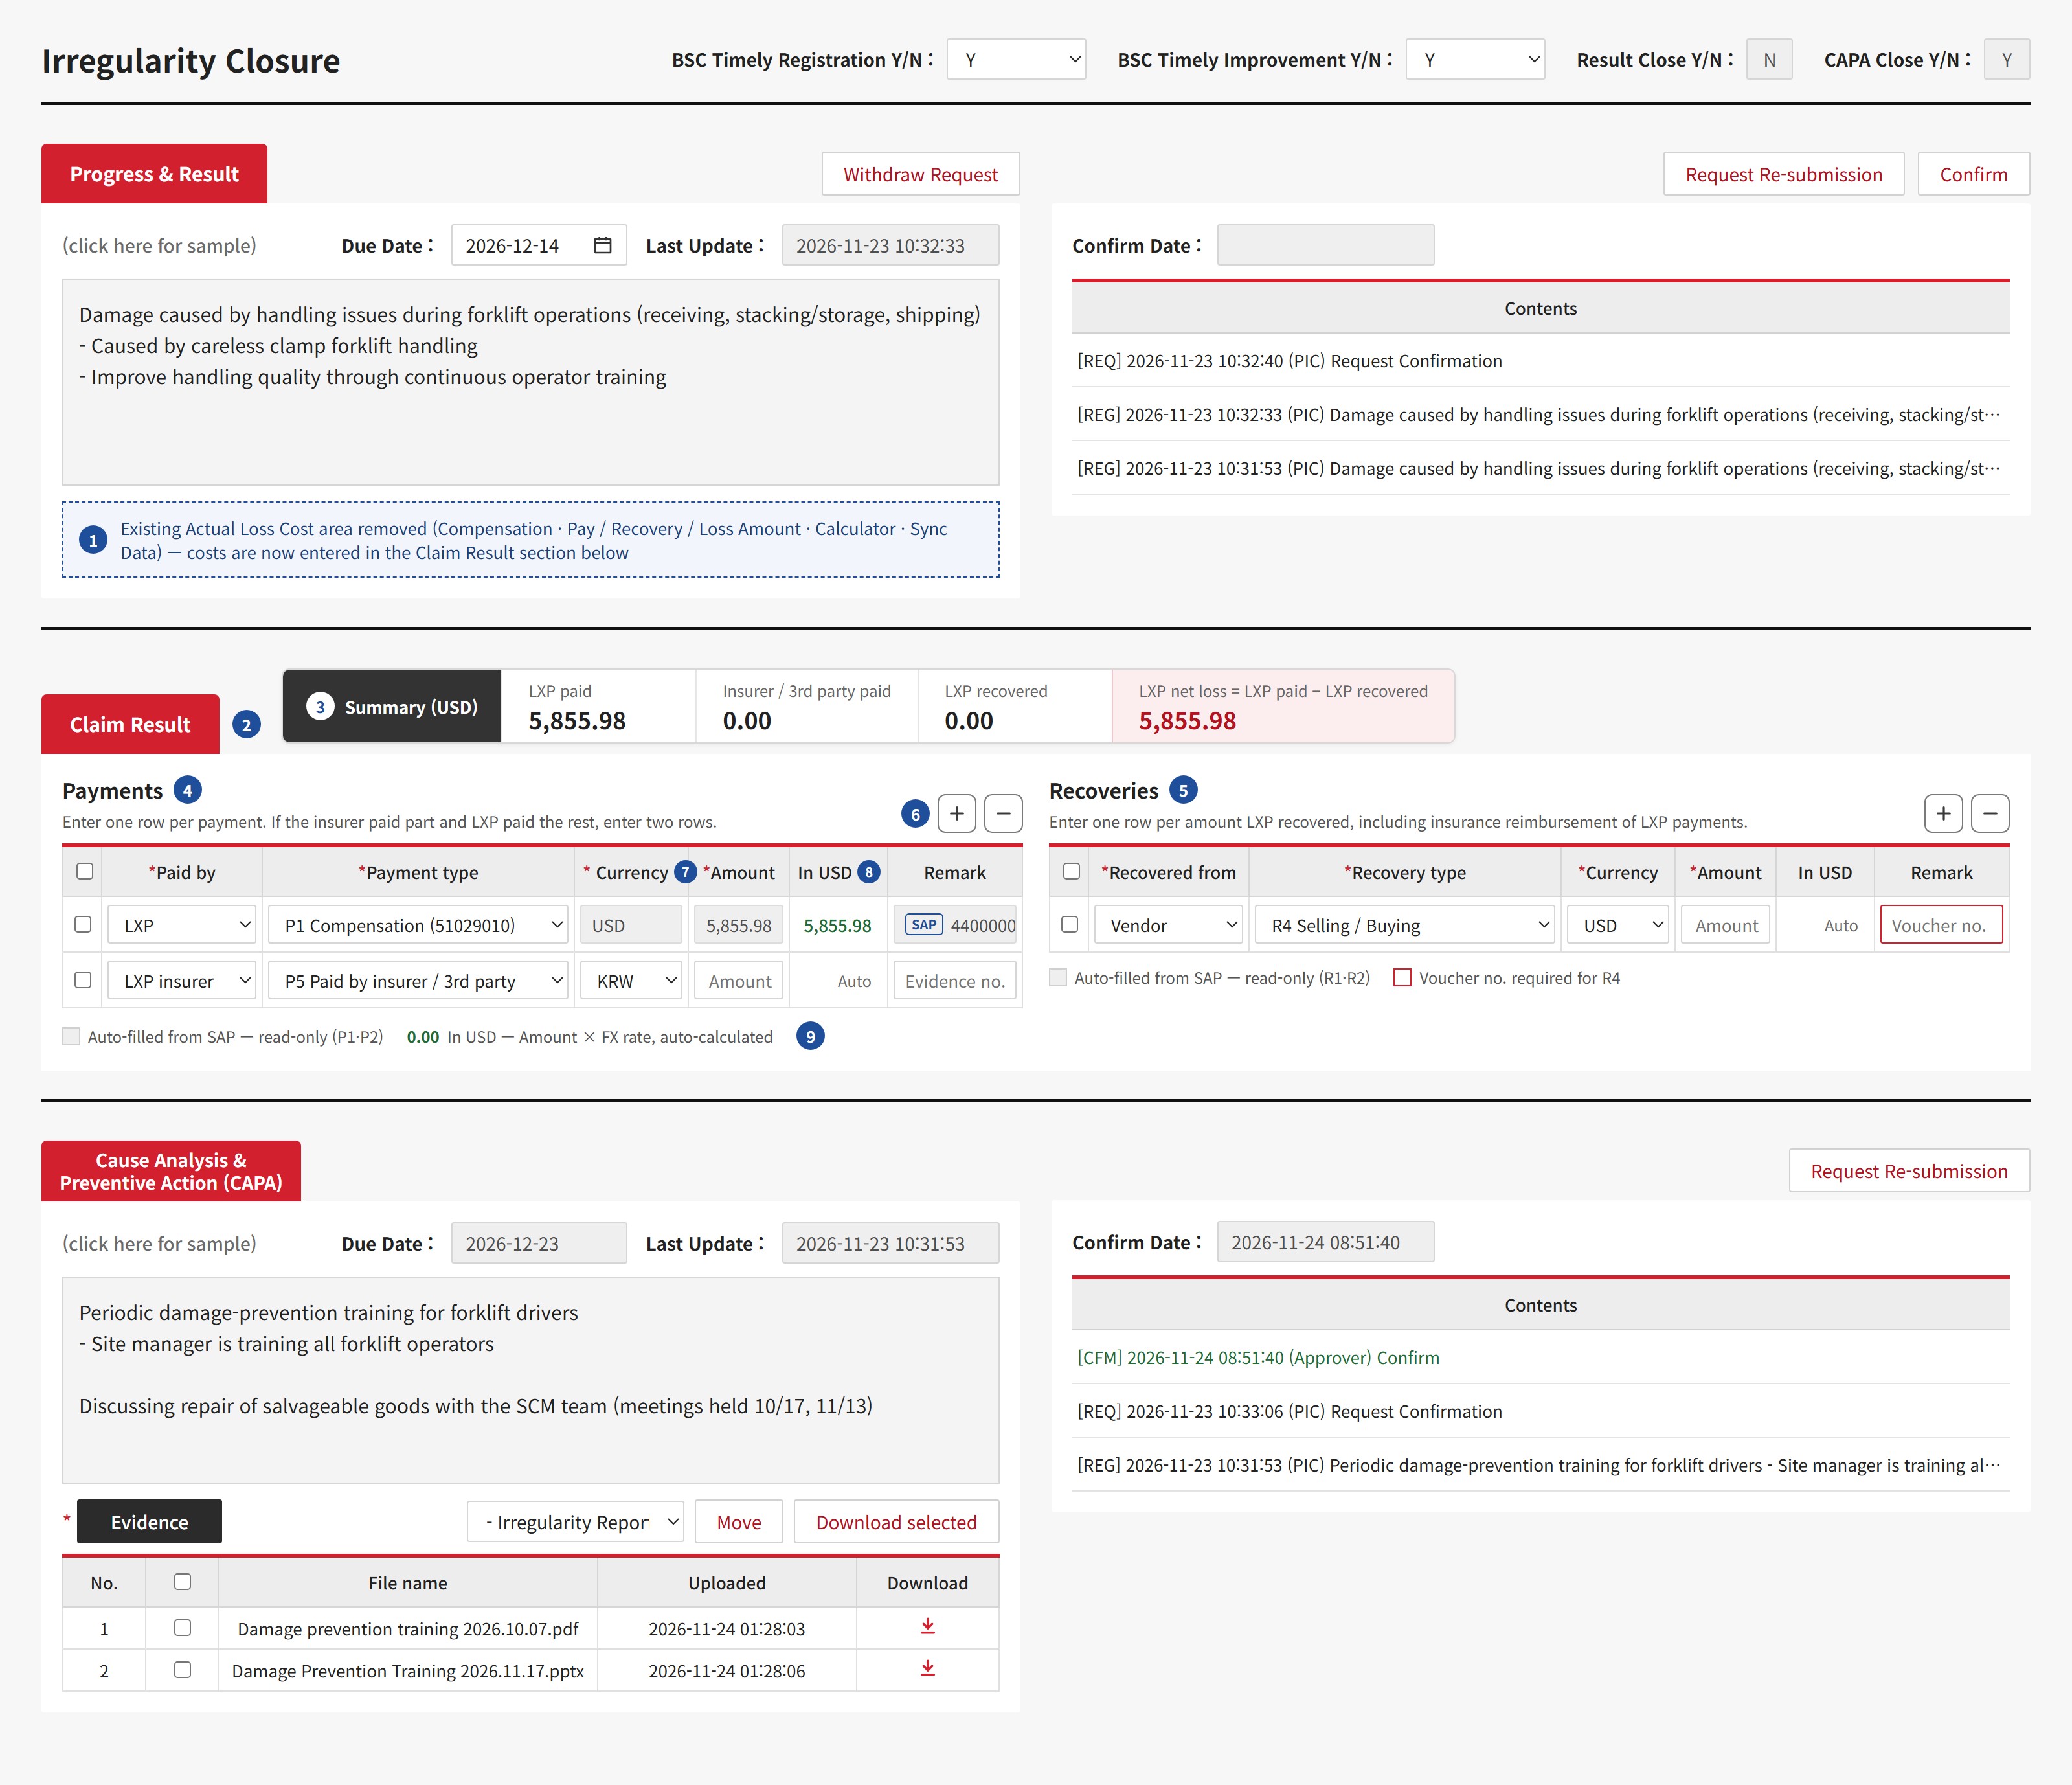 Irregularity Closure
BSC Timely Registration Y/N : Y
BSC Timely Improvement Y/N : Y
Result Close Y/N : N
CAPA Close Y/N : Y
Progress & Result
Withdraw Request
Request Re-submission
Confirm
(click here for sample)
Due Date : 2026-12-14
Last Update : 2026-11-23 10:32:33
Damage caused by handling issues during forklift operations (receiving, stacking/storage, shipping)
- Caused by careless clamp forklift handling
- Improve handling quality through continuous operator training
1
Existing Actual Loss Cost area removed (Compensation · Pay / Recovery / Loss Amount · Calculator · Sync
Data) — costs are now entered in the Claim Result section below
Confirm Date :
Contents
[REQ] 2026-11-23 10:32:40 (PIC) Request Confirmation
[REG] 2026-11-23 10:32:33 (PIC) Damage caused by handling issues during forklift operations (receiving, stacking/st···
[REG] 2026-11-23 10:31:53 (PIC) Damage caused by handling issues during forklift operations (receiving, stacking/st···
Claim Result
2
3 Summary (USD)
LXP paid
5,855.98
Insurer / 3rd party paid
0.00
LXP recovered
0.00
LXP net loss = LXP paid − LXP recovered
5,855.98
Payments 4
Enter one row per payment. If the insurer paid part and LXP paid the rest, enter two rows.
6 + −
*Paid by *Payment type * Currency 7 *Amount In USD 8 Remark
LXP P1 Compensation (51029010) USD 5,855.98 5,855.98 SAP 4400000
LXP insurer P5 Paid by insurer / 3rd party KRW Amount Auto Evidence no.
Auto-filled from SAP — read-only (P1·P2) 0.00 In USD — Amount × FX rate, auto-calculated 9
Recoveries 5
Enter one row per amount LXP recovered, including insurance reimbursement of LXP payments.
+ −
*Recovered from *Recovery type *Currency *Amount In USD Remark
Vendor R4 Selling / Buying USD Amount Auto Voucher no.
Auto-filled from SAP — read-only (R1·R2) Voucher no. required for R4
Cause Analysis &
Preventive Action (CAPA)
Request Re-submission
(click here for sample)
Due Date : 2026-12-23
Last Update : 2026-11-23 10:31:53
Periodic damage-prevention training for forklift drivers
- Site manager is training all forklift operators
Discussing repair of salvageable goods with the SCM team (meetings held 10/17, 11/13)
* Evidence
- Irregularity Repor
Move
Download selected
No. File name Uploaded Download
1 Damage prevention training 2026.10.07.pdf 2026-11-24 01:28:03
2 Damage Prevention Training 2026.11.17.pptx 2026-11-24 01:28:06
Confirm Date : 2026-11-24 08:51:40
Contents
[CFM] 2026-11-24 08:51:40 (Approver) Confirm
[REQ] 2026-11-23 10:33:06 (PIC) Request Confirmation
[REG] 2026-11-23 10:31:53 (PIC) Periodic damage-prevention training for forklift drivers - Site manager is training al···